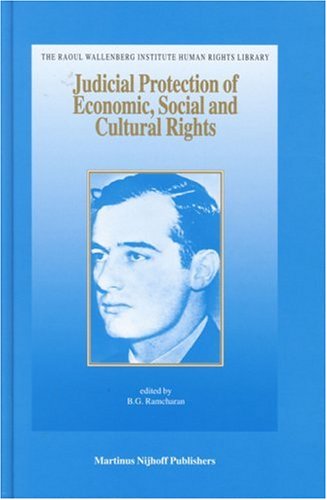 THE RAOUL WALLENBERG INSTITUTE HUMAN RIGHTS LIBRARY
Judicial Protection of
Economic, Social and
Cultural Rights
edited by
B.G. Ramcharan
Martinus Nijhoff Publishers